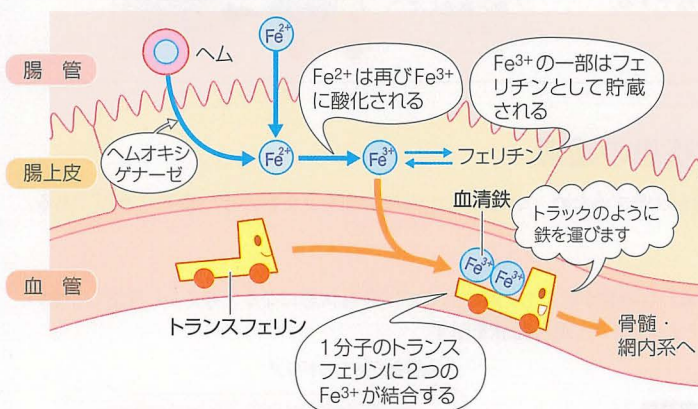 ヘム
Fe²⁺
腸 管
Fe²⁺は再びFe³⁺
に酸化される
Fe³⁺の一部はフェ
リチンとして貯蔵
される
ヘムオキシ
ゲナーゼ
Fe²⁺
Fe³⁺
フェリチン
腸上皮
血清鉄
トラックのように
鉄を運びます
Fe³⁺
Fe³⁺
血 管
トランスフェリン
1分子のトランス
フェリンに2つの
Fe³⁺が結合する
骨髄・
網内系へ